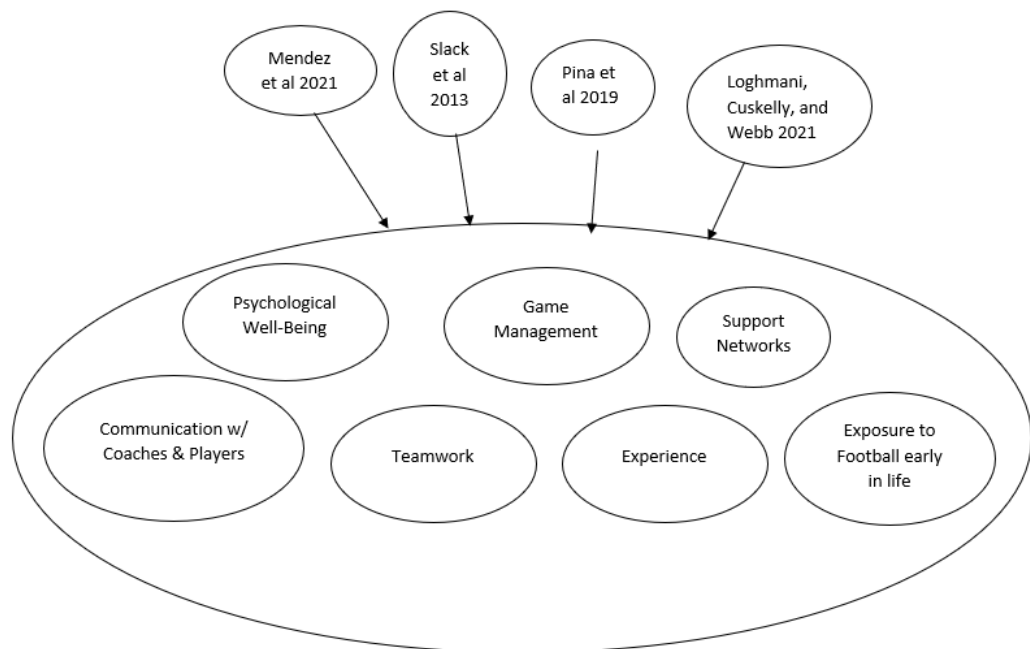 Mendez
et al 2021
Slack
et al
2013
Pina et
al 2019
Loghmani,
Cuskelly, and
Webb 2021
Psychological
Well-Being
Game
Management
Support
Networks
Communication w/
Coaches & Players
Teamwork
Experience
Exposure to
Football early
in life